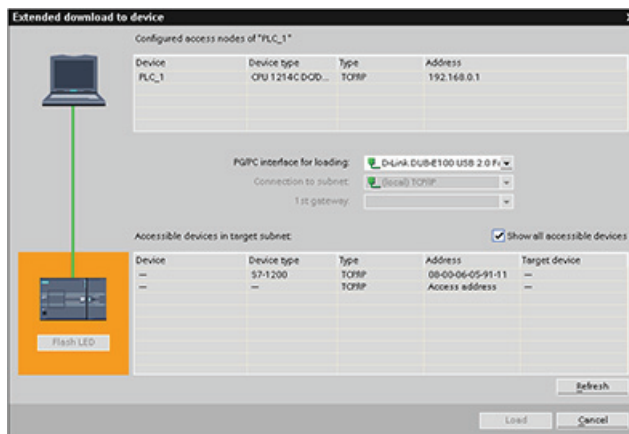 Extended download to device
Configured access nodes of "PLC_1"
Device Device type Type Address
PLC_1 CPU 1214C DC/D... TCP/IP 192.168.0.1
PG/PC interface for loading: D-Link DUB-E100 USB 2.0 Fa
Connection to subnet: (local) TCP/IP
1st gateway:
Accessible devices in target subnet: Show all accessible devices
Device Device type Type Address Target device
— S7-1200 TCP/IP 08-00-06-05-91-11 —
— — TCP/IP Access address —
Flash LED
Refresh
Load Cancel